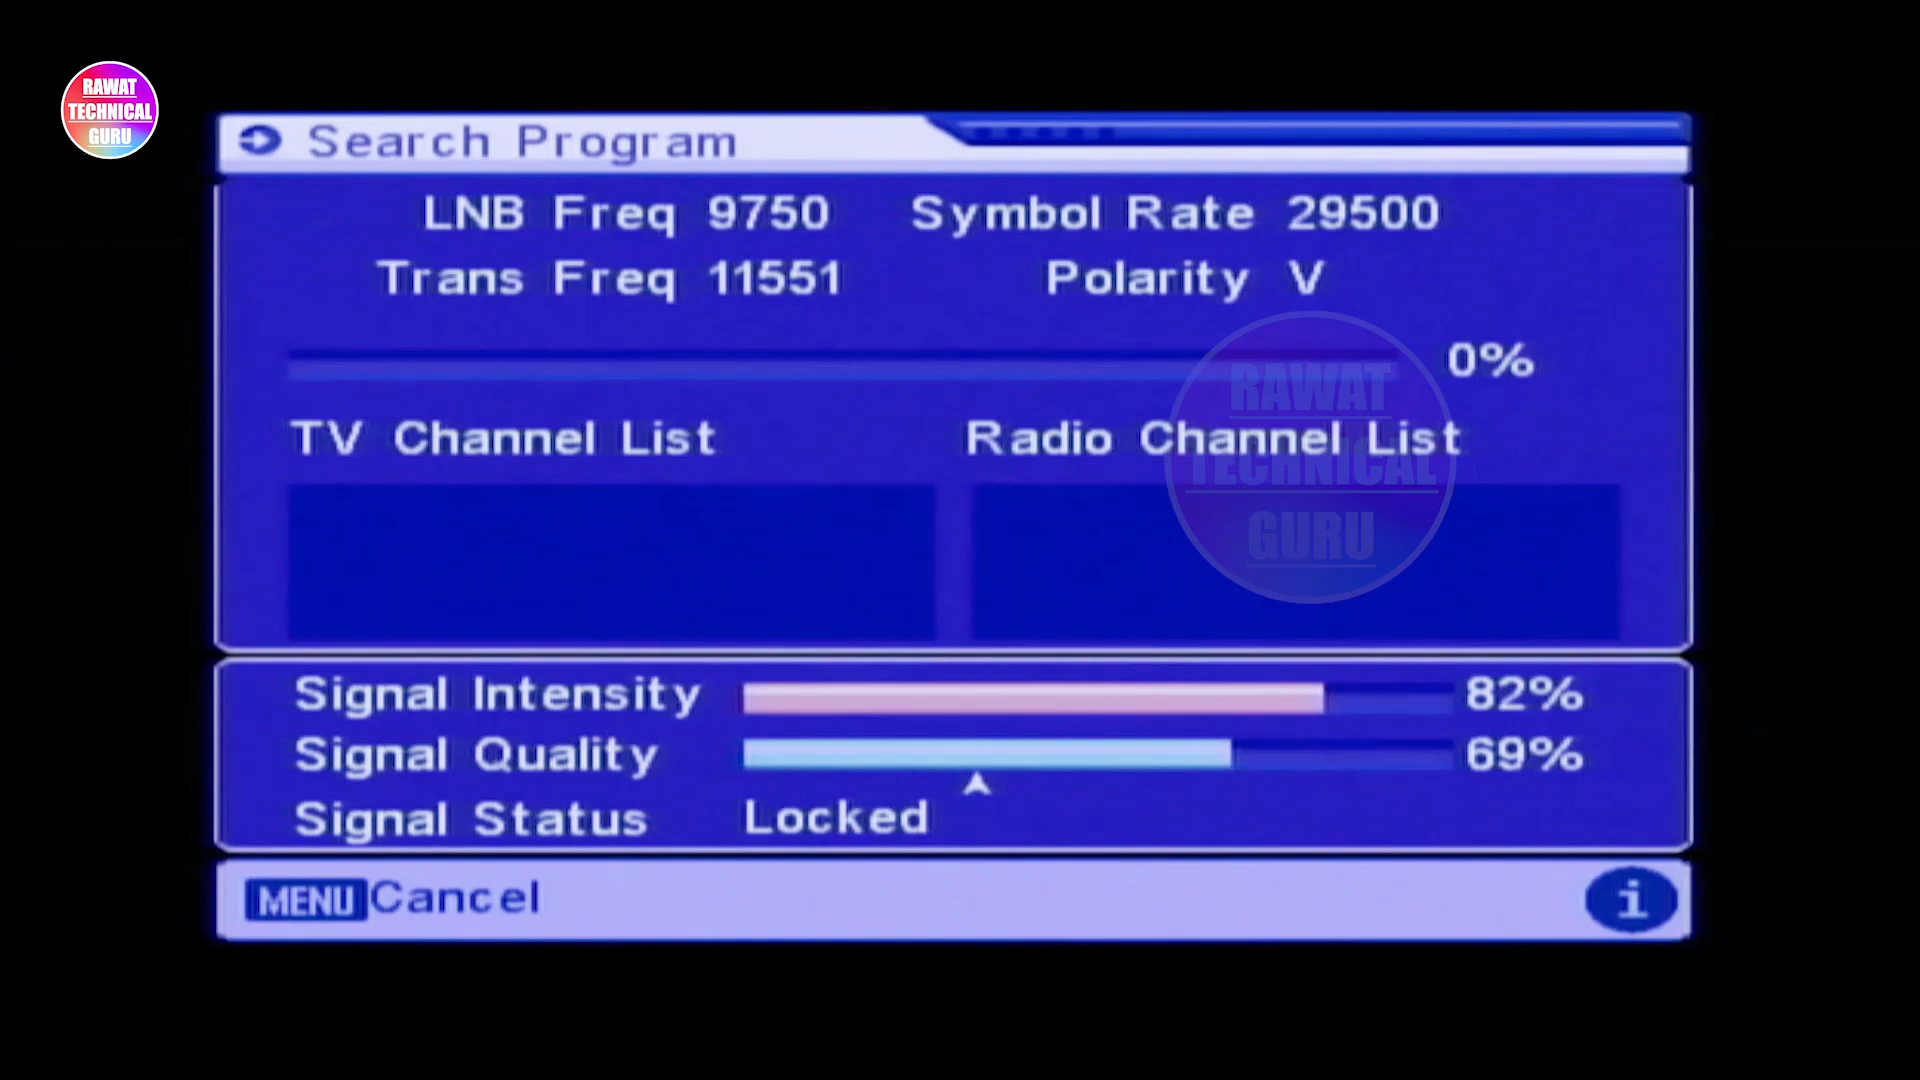 RAWAT
TECHNICAL
GURU
Search Program
LNB Freq 9750 Symbol Rate 29500
Trans Freq 11551 Polarity V
0%
TV Channel List Radio Channel List
RAWAT
TECHNICAL
GURU
Signal Intensity 82%
Signal Quality 69%
Signal Status Locked
MENU Cancel
i